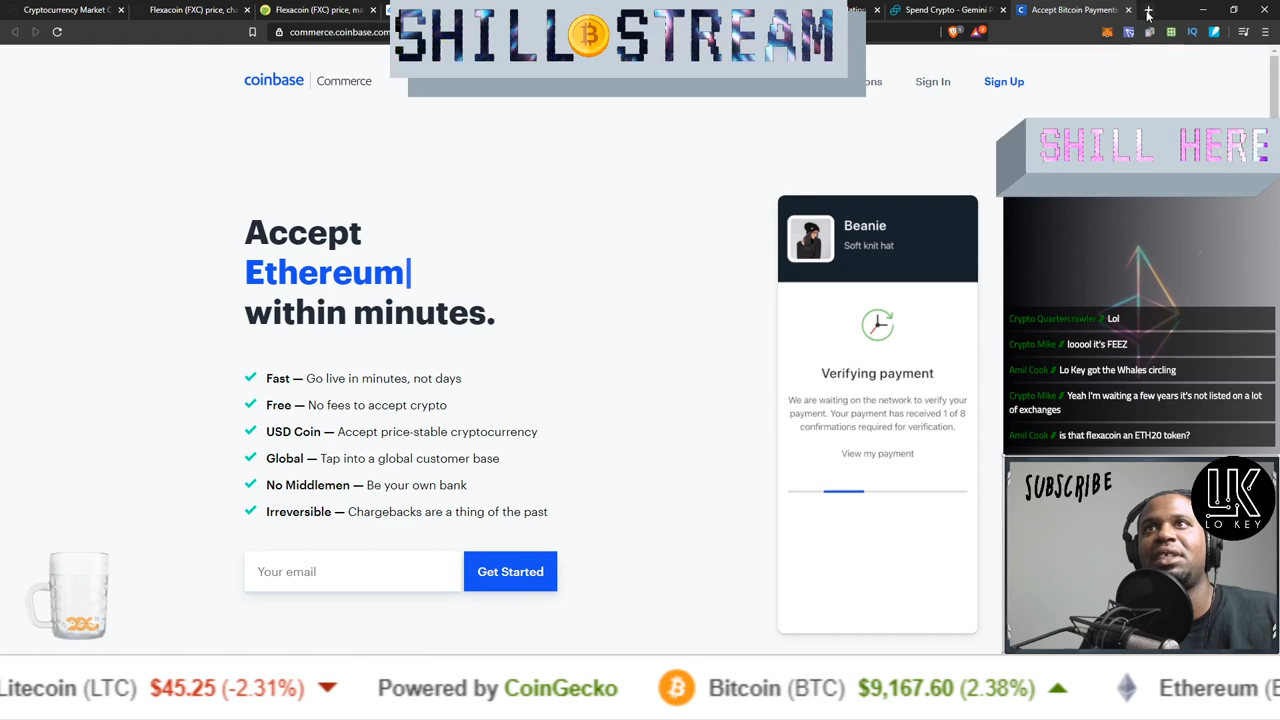 Cryptocurrency Market C
Flexacoin (FXC) price, cha
Flexacoin (FXC) price, ma
Spend Crypto - Gemini P
Accept Bitcoin Payments
commerce.coinbase.com
SHILL STREAM
coinbase Commerce
ons
Sign In
Sign Up
SHILL HERE
Accept
Ethereum
within minutes.
Fast — Go live in minutes, not days
Free — No fees to accept crypto
USD Coin — Accept price-stable cryptocurrency
Global — Tap into a global customer base
No Middlemen — Be your own bank
Irreversible — Chargebacks are a thing of the past
Your email
Get Started
Beanie
Soft knit hat
Verifying payment
We are waiting on the network to verify your
payment. Your payment has received 1 of 8
confirmations required for verification.
View my payment
Crypto Quartercrawler // Lol
Crypto Mike // looool it's FEEZ
Amil Cook // Lo Key got the Whales circling
Crypto Mike // Yeah I'm waiting a few years it's not listed on a lot
of exchanges
Amil Cook // is that flexacoin an ETH20 token?
SUBSCRIBE
LK
LO KEY
Litecoin (LTC) $45.25 (-2.31%) Powered by CoinGecko Bitcoin (BTC) $9,167.60 (2.38%) Ethereum (E